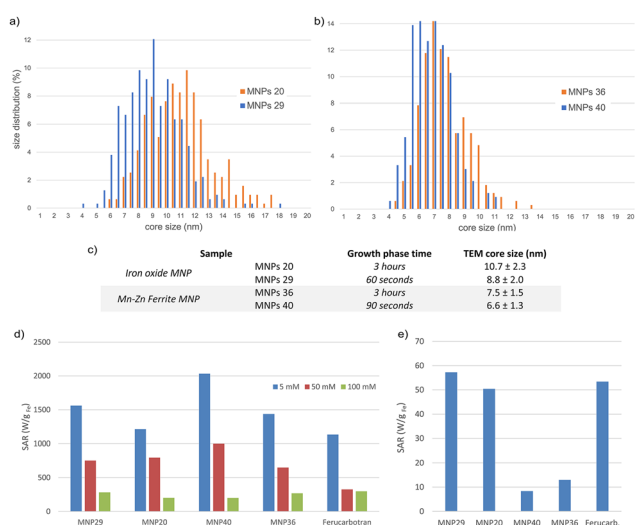 a)
size distribution (%)
14
12
10
8
6
4
2
0
MNPs 20
MNPs 29
1 2 3 4 5 6 7 8 9 10 11 12 13 14 15 16 17 18 19 20
core size (nm)
b)
14
12
10
8
6
4
2
0
MNPs 36
MNPs 40
1 2 3 4 5 6 7 8 9 10 11 12 13 14 15 16 17 18 19 20
core size (nm)
c)
Sample Growth phase time TEM core size (nm)
Iron oxide MNP
MNPs 20 3 hours 10.7 ± 2.3
MNPs 29 60 seconds 8.8 ± 2.0
Mn-Zn Ferrite MNP
MNPs 36 3 hours 7.5 ± 1.5
MNPs 40 90 seconds 6.6 ± 1.3
d)
SAR (W/g Fe)
2500
2000
1500
1000
500
0
5 mM 50 mM 100 mM
MNP29 MNP20 MNP40 MNP36 Ferucarbotran
e)
SAR (W/g Fe)
70
60
50
40
30
20
10
0
MNP29 MNP20 MNP40 MNP36 Ferucarb.